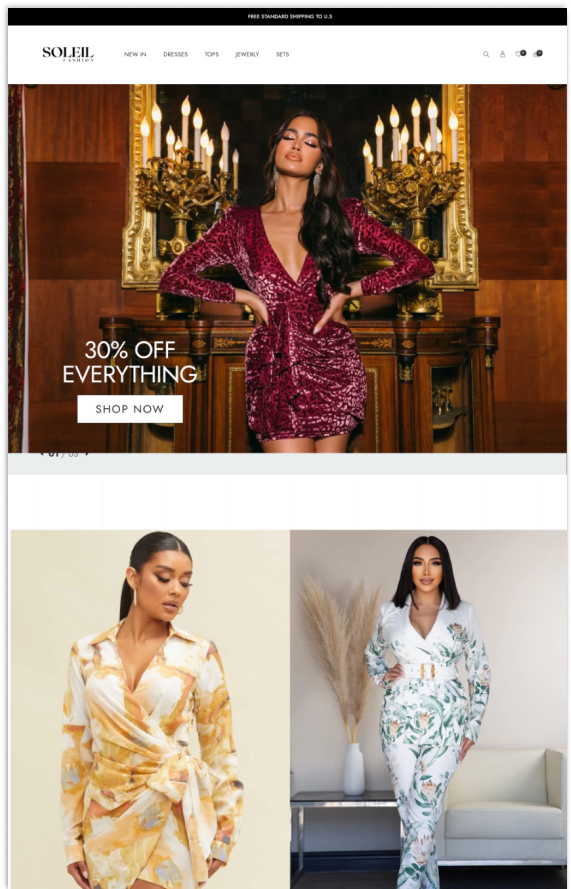 FREE STANDARD SHIPPING TO U.S
SOLEIL
FASHION
NEW IN
DRESSES
TOPS
JEWERLY
SETS
0
0
30% OFF
EVERYTHING
SHOP NOW
01 / 03